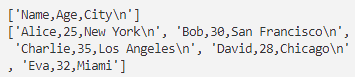 ['Name,Age,City\n']
['Alice,25,New York\n', 'Bob,30,San Francisco\n',
'Charlie,35,Los Angeles\n', 'David,28,Chicago\n'
, 'Eva,32,Miami']